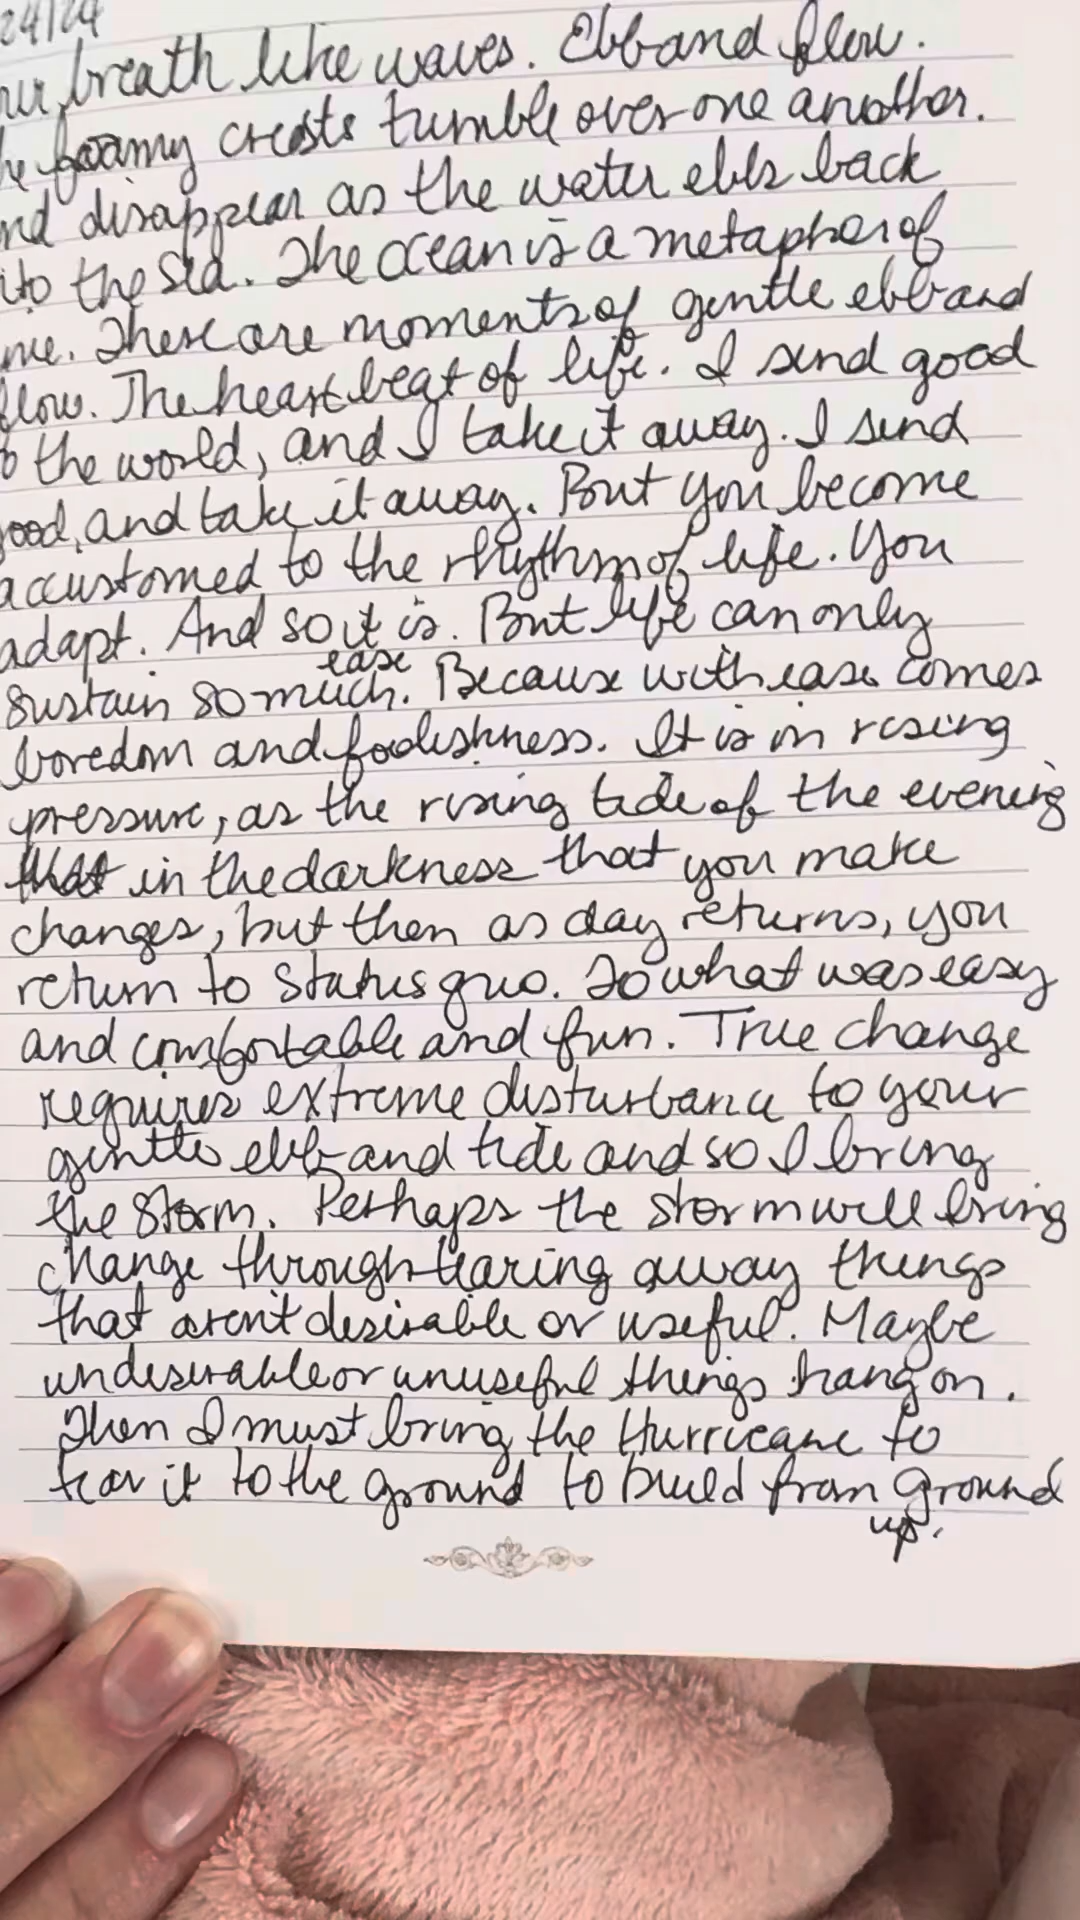 24/24
breath like waves. Ebb and flow.
foamy crests tumble over one another.
nd disappear as the water ebbs back
to the sea. The ocean is a metaphor of
me. There are moments of gentle ebb and
flow. The heartbeat of life. I send good
to the world, and I take it away. I send
good, and take it away. But you become
accustomed to the rhythm of life. You
adapt. And so it is. But life can only
sustain so much ease. Because with ease comes
boredom and foolishness. It is in rising
pressure, as the rising tide of the evening
that in the darkness that you make
changes, but then as day returns, you
return to status quo. To what was easy
and comfortable and fun. True change
requires extreme disturbance to your
gentle ebb and tide and so I bring
the storm. Perhaps the storm will bring
change through tearing away things
that aren't desirable or useful. Maybe
undesirable or unuseful things hang on.
Then I must bring the Hurricane to
tear it to the ground to build from ground
up.